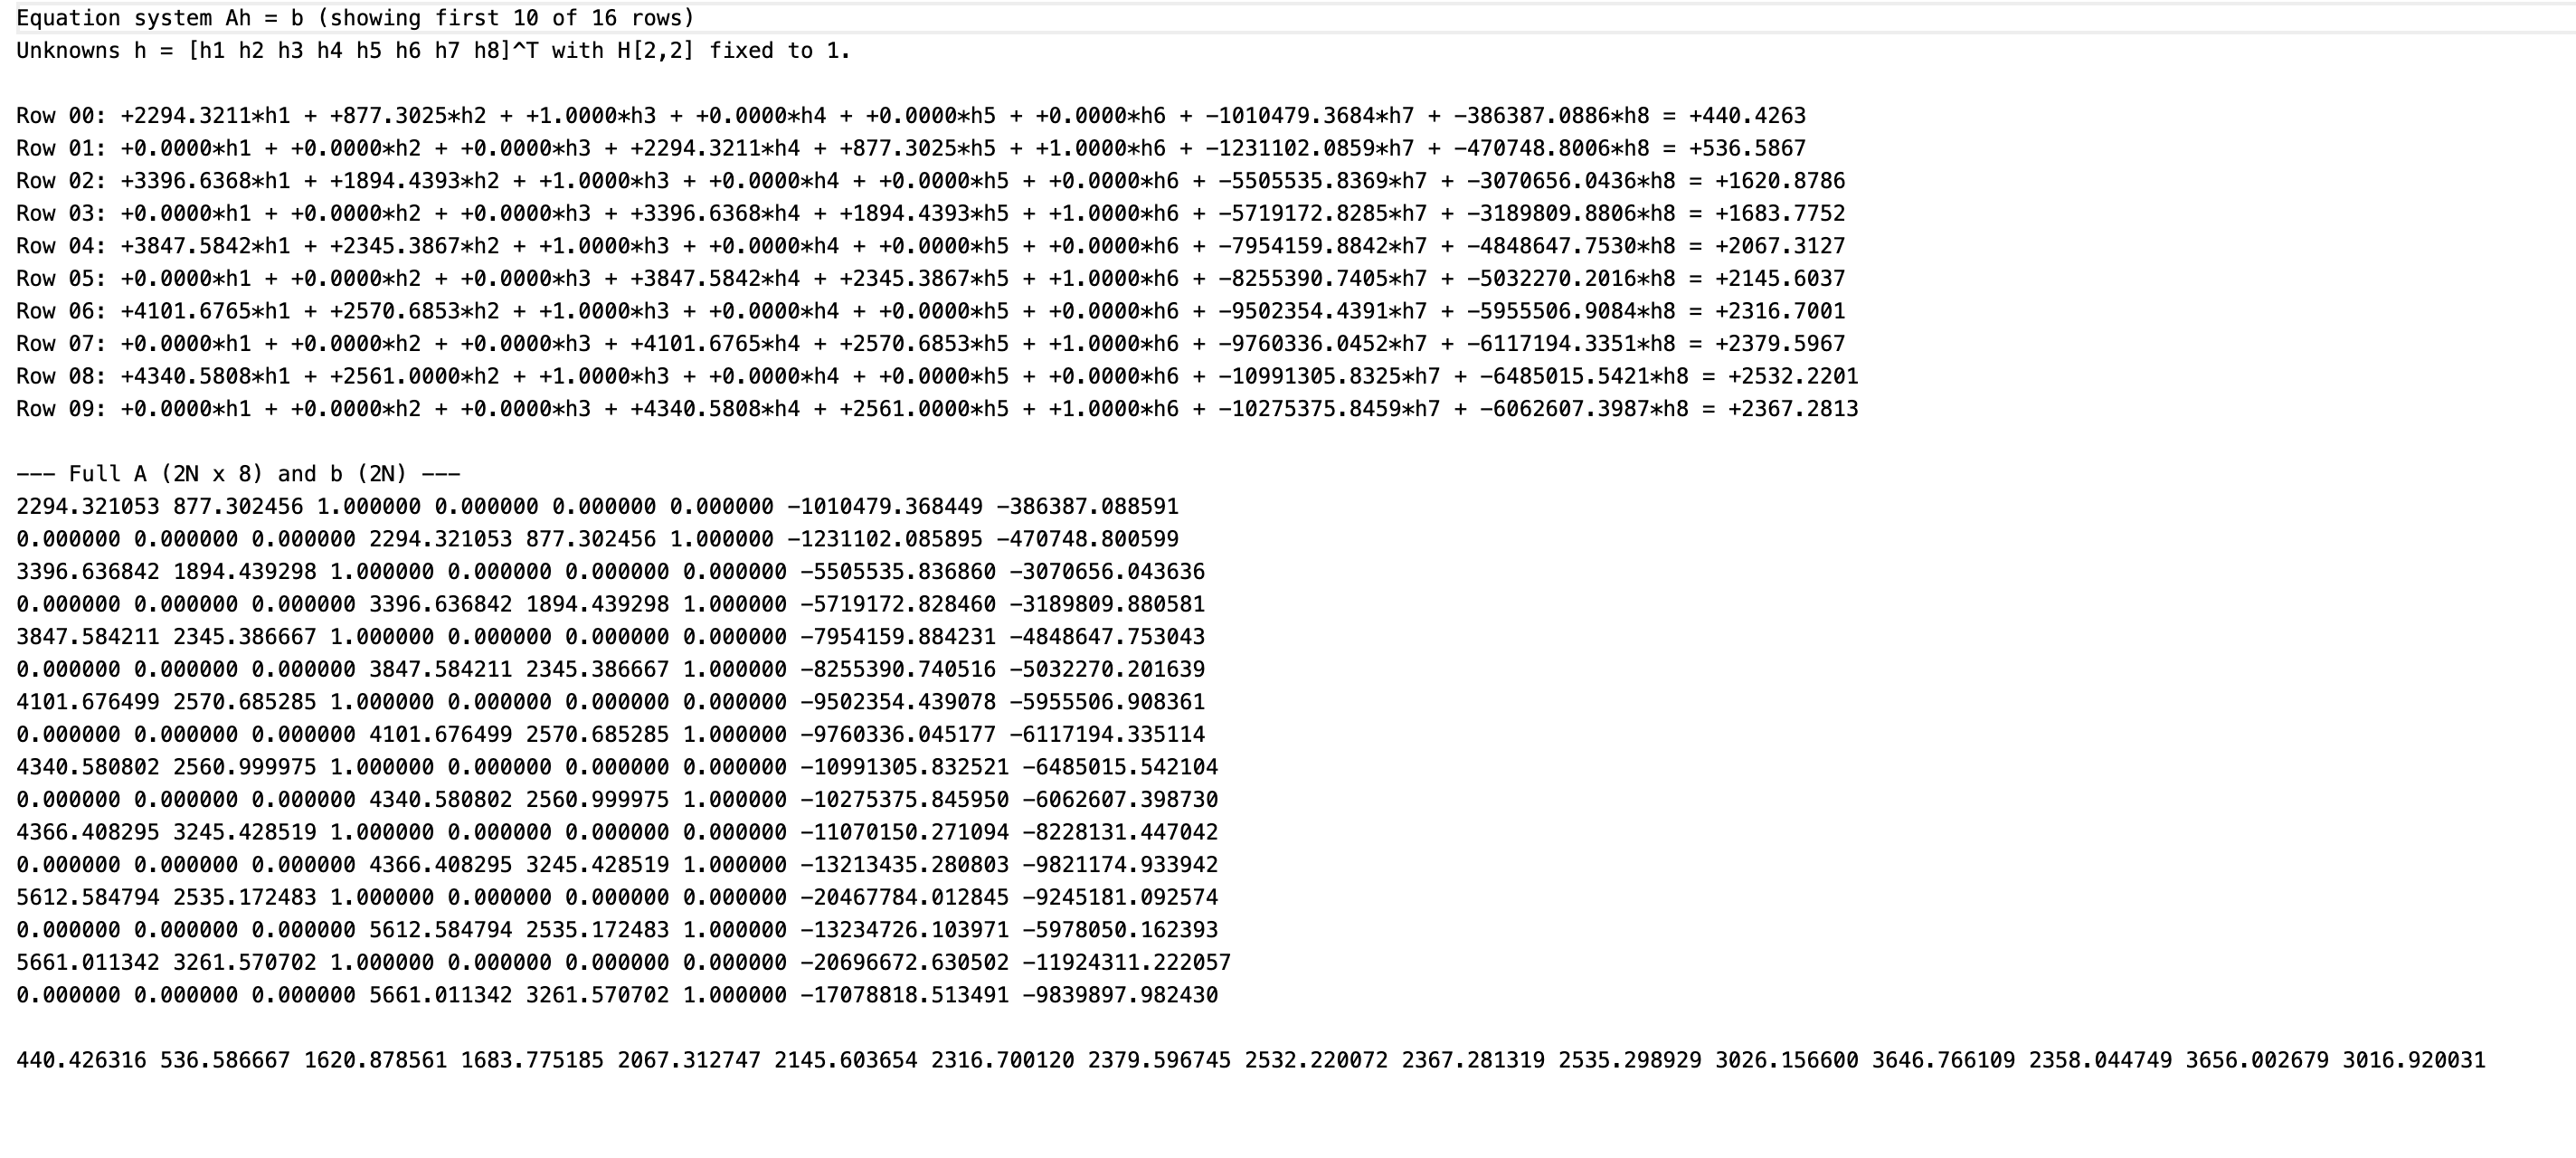 Equation system Ah = b (showing first 10 of 16 rows)
Unknowns h = [h1 h2 h3 h4 h5 h6 h7 h8]^T with H[2,2] fixed to 1.
Row 00: +2294.3211*h1 + +877.3025*h2 + +1.0000*h3 + +0.0000*h4 + +0.0000*h5 + +0.0000*h6 + -1010479.3684*h7 + -386387.0886*h8 = +440.4263
Row 01: +0.0000*h1 + +0.0000*h2 + +0.0000*h3 + +2294.3211*h4 + +877.3025*h5 + +1.0000*h6 + -1231102.0859*h7 + -470748.8006*h8 = +536.5867
Row 02: +3396.6368*h1 + +1894.4393*h2 + +1.0000*h3 + +0.0000*h4 + +0.0000*h5 + +0.0000*h6 + -5505535.8369*h7 + -3070656.0436*h8 = +1620.8786
Row 03: +0.0000*h1 + +0.0000*h2 + +0.0000*h3 + +3396.6368*h4 + +1894.4393*h5 + +1.0000*h6 + -5719172.8285*h7 + -3189809.8806*h8 = +1683.7752
Row 04: +3847.5842*h1 + +2345.3867*h2 + +1.0000*h3 + +0.0000*h4 + +0.0000*h5 + +0.0000*h6 + -7954159.8842*h7 + -4848647.7530*h8 = +2067.3127
Row 05: +0.0000*h1 + +0.0000*h2 + +0.0000*h3 + +3847.5842*h4 + +2345.3867*h5 + +1.0000*h6 + -8255390.7405*h7 + -5032270.2016*h8 = +2145.6037
Row 06: +4101.6765*h1 + +2570.6853*h2 + +1.0000*h3 + +0.0000*h4 + +0.0000*h5 + +0.0000*h6 + -9502354.4391*h7 + -5955506.9084*h8 = +2316.7001
Row 07: +0.0000*h1 + +0.0000*h2 + +0.0000*h3 + +4101.6765*h4 + +2570.6853*h5 + +1.0000*h6 + -9760336.0452*h7 + -6117194.3351*h8 = +2379.5967
Row 08: +4340.5808*h1 + +2561.0000*h2 + +1.0000*h3 + +0.0000*h4 + +0.0000*h5 + +0.0000*h6 + -10991305.8325*h7 + -6485015.5421*h8 = +2532.2201
Row 09: +0.0000*h1 + +0.0000*h2 + +0.0000*h3 + +4340.5808*h4 + +2561.0000*h5 + +1.0000*h6 + -10275375.8459*h7 + -6062607.3987*h8 = +2367.2813
--- Full A (2N x 8) and b (2N) ---
2294.321053 877.302456 1.000000 0.000000 0.000000 0.000000 -1010479.368449 -386387.088591
0.000000 0.000000 0.000000 2294.321053 877.302456 1.000000 -1231102.085895 -470748.800599
3396.636842 1894.439298 1.000000 0.000000 0.000000 0.000000 -5505535.836860 -3070656.043636
0.000000 0.000000 0.000000 3396.636842 1894.439298 1.000000 -5719172.828460 -3189809.880581
3847.584211 2345.386667 1.000000 0.000000 0.000000 0.000000 -7954159.884231 -4848647.753043
0.000000 0.000000 0.000000 3847.584211 2345.386667 1.000000 -8255390.740516 -5032270.201639
4101.676499 2570.685285 1.000000 0.000000 0.000000 0.000000 -9502354.439078 -5955506.908361
0.000000 0.000000 0.000000 4101.676499 2570.685285 1.000000 -9760336.045177 -6117194.335114
4340.580802 2560.999975 1.000000 0.000000 0.000000 0.000000 -10991305.832521 -6485015.542104
0.000000 0.000000 0.000000 4340.580802 2560.999975 1.000000 -10275375.845950 -6062607.398730
4366.408295 3245.428519 1.000000 0.000000 0.000000 0.000000 -11070150.271094 -8228131.447042
0.000000 0.000000 0.000000 4366.408295 3245.428519 1.000000 -13213435.280803 -9821174.933942
5612.584794 2535.172483 1.000000 0.000000 0.000000 0.000000 -20467784.012845 -9245181.092574
0.000000 0.000000 0.000000 5612.584794 2535.172483 1.000000 -13234726.103971 -5978050.162393
5661.011342 3261.570702 1.000000 0.000000 0.000000 0.000000 -20696672.630502 -11924311.222057
0.000000 0.000000 0.000000 5661.011342 3261.570702 1.000000 -17078818.513491 -9839897.982430
440.426316 536.586667 1620.878561 1683.775185 2067.312747 2145.603654 2316.700120 2379.596745 2532.220072 2367.281319 2535.298929 3026.156600 3646.766109 2358.044749 3656.002679 3016.920031